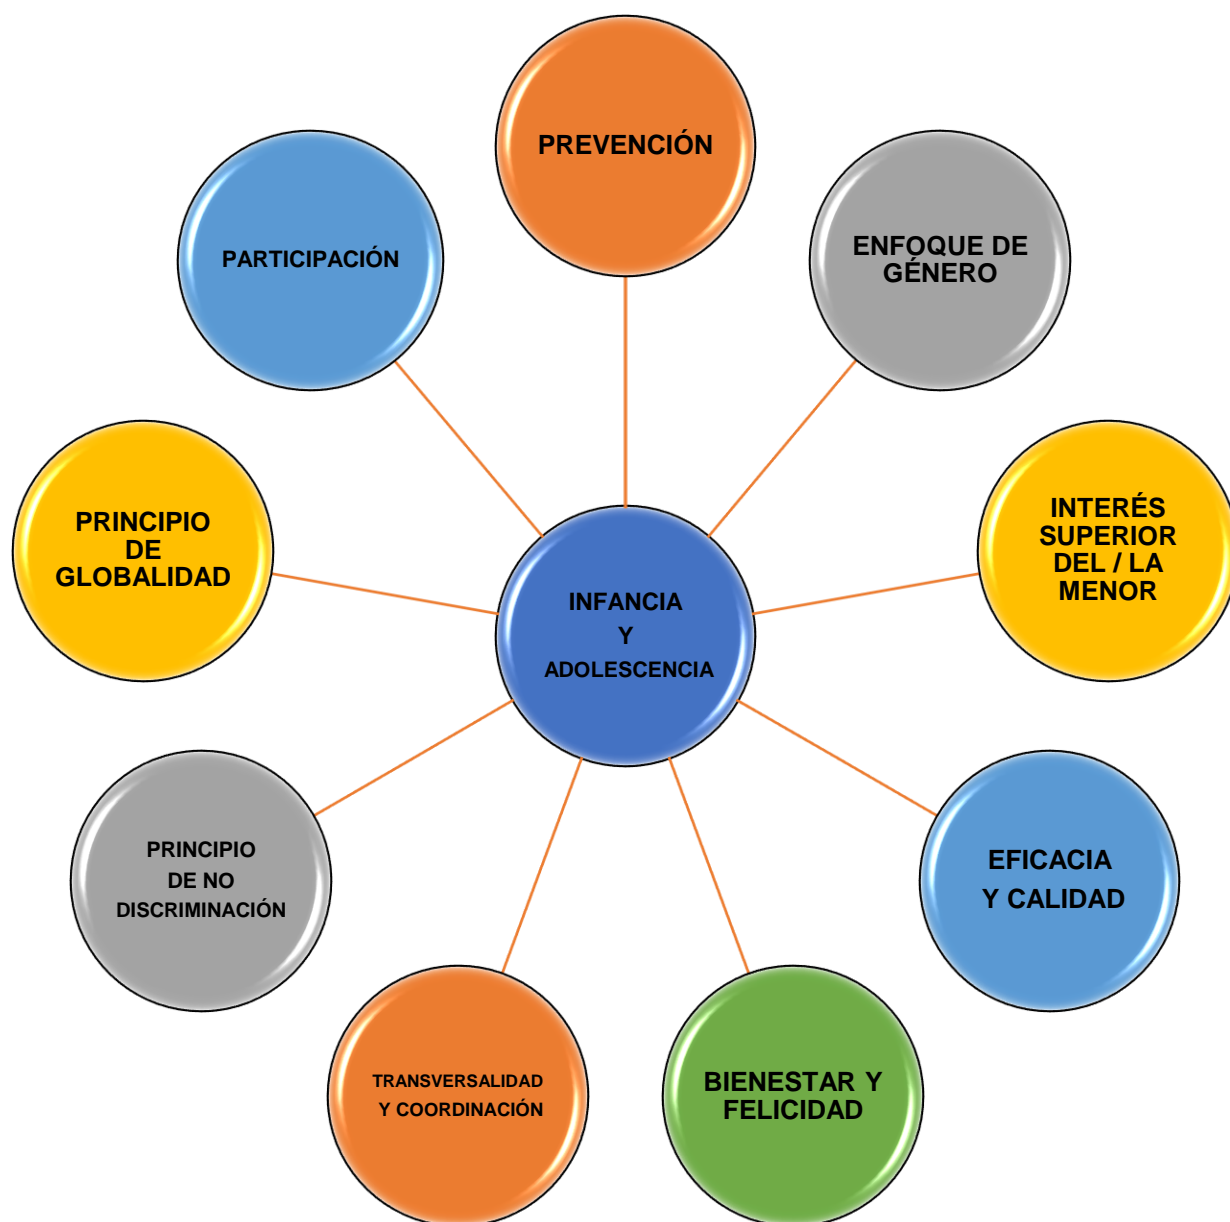 PREVENCIÓN
ENFOQUE DE
GÉNERO
INTERÉS
SUPERIOR
DEL / LA
MENOR
EFICACIA
Y CALIDAD
BIENESTAR Y
FELICIDAD
TRANSVERSALIDAD
Y COORDINACIÓN
PRINCIPIO
DE NO
DISCRIMINACIÓN
PRINCIPIO
DE
GLOBALIDAD
PARTICIPACIÓN
INFANCIA
Y
ADOLESCENCIA